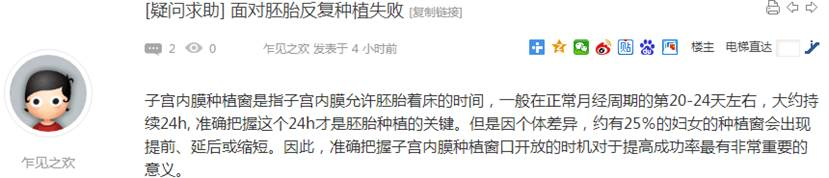 [疑问求助] 面对胚胎反复种植失败 [复制链接]
2 0 乍见之欢 发表于 4 小时前 楼主 电梯直达
乍见之欢
子宫内膜种植窗是指子宫内膜允许胚胎着床的时间，一般在正常月经周期的第20-24天左右，大约持
续24h, 准确把握这个24h才是胚胎种植的关键。但是因个体差异，约有25%的妇女的种植窗会出现
提前、延后或缩短。因此，准确把握子宫内膜种植窗口开放的时机对于提高成功率最有非常重要的
意义。